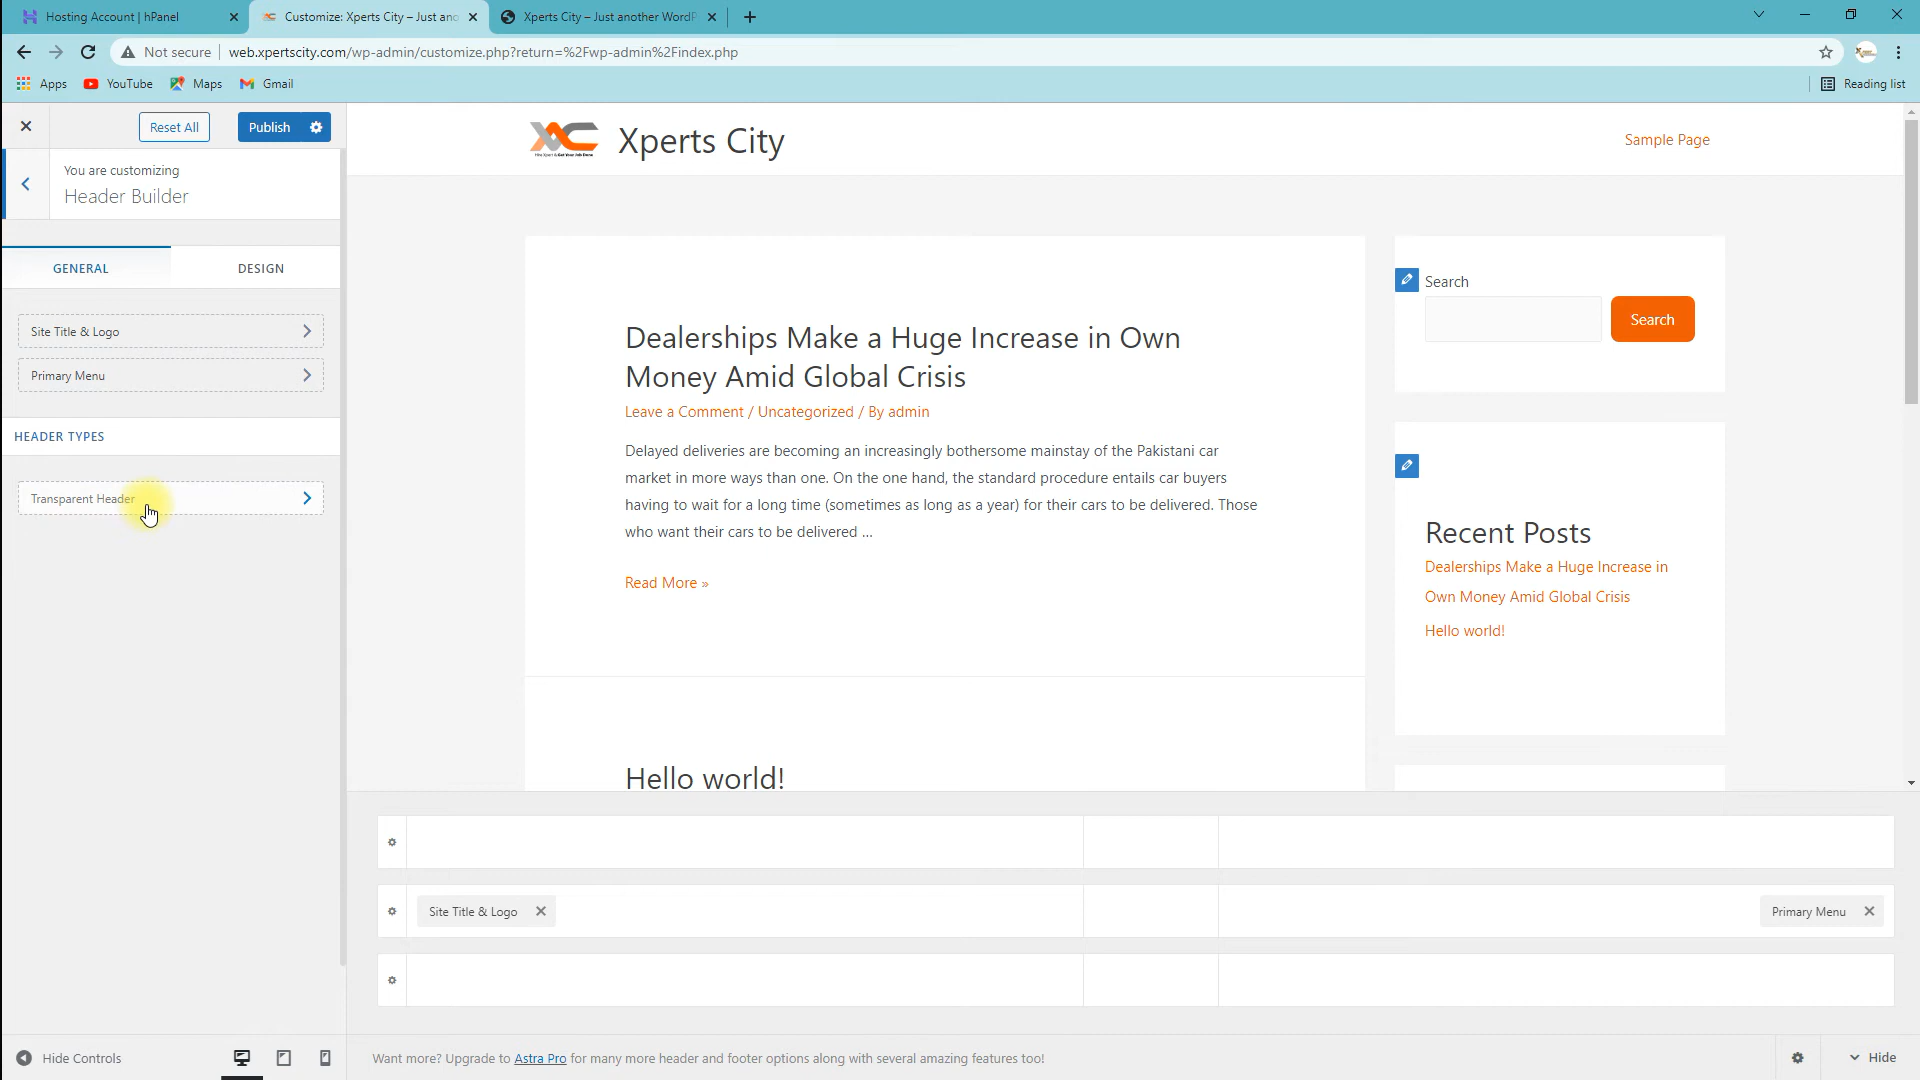 Hosting Account | hPanel
Customize: Xperts City – Just ano
Xperts City – Just another WordP
Not secure
web.xpertscity.com/wp-admin/customize.php?return=%2Fwp-admin%2Findex.php
Apps
YouTube
Maps
Gmail
Reading list
Reset All
Publish
You are customizing
Header Builder
GENERAL
DESIGN
Site Title & Logo
Primary Menu
HEADER TYPES
Transparent Header
Xperts City
Sample Page
Dealerships Make a Huge Increase in Own
Money Amid Global Crisis
Leave a Comment / Uncategorized / By admin
Delayed deliveries are becoming an increasingly bothersome mainstay of the Pakistani car
market in more ways than one. On the one hand, the standard procedure entails car buyers
having to wait for a long time (sometimes as long as a year) for their cars to be delivered. Those
who want their cars to be delivered …
Read More »
Hello world!
Search
Search
Recent Posts
Dealerships Make a Huge Increase in
Own Money Amid Global Crisis
Hello world!
Site Title & Logo
Primary Menu
Hide Controls
Want more? Upgrade to Astra Pro for many more header and footer options along with several amazing features too!
Hide